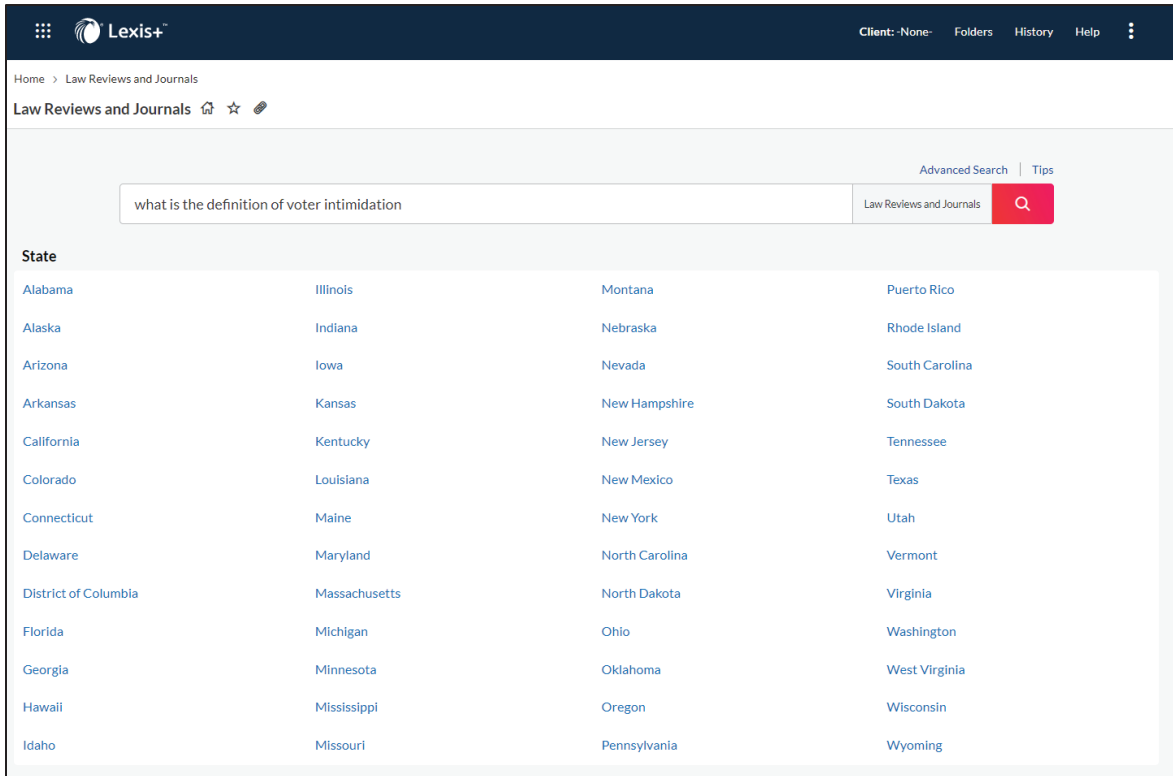 Lexis+™ Client: -None- Folders History Help
Home > Law Reviews and Journals
Law Reviews and Journals
Advanced Search | Tips
what is the definition of voter intimidation Law Reviews and Journals
State
Alabama Illinois Montana Puerto Rico
Alaska Indiana Nebraska Rhode Island
Arizona Iowa Nevada South Carolina
Arkansas Kansas New Hampshire South Dakota
California Kentucky New Jersey Tennessee
Colorado Louisiana New Mexico Texas
Connecticut Maine New York Utah
Delaware Maryland North Carolina Vermont
District of Columbia Massachusetts North Dakota Virginia
Florida Michigan Ohio Washington
Georgia Minnesota Oklahoma West Virginia
Hawaii Mississippi Oregon Wisconsin
Idaho Missouri Pennsylvania Wyoming